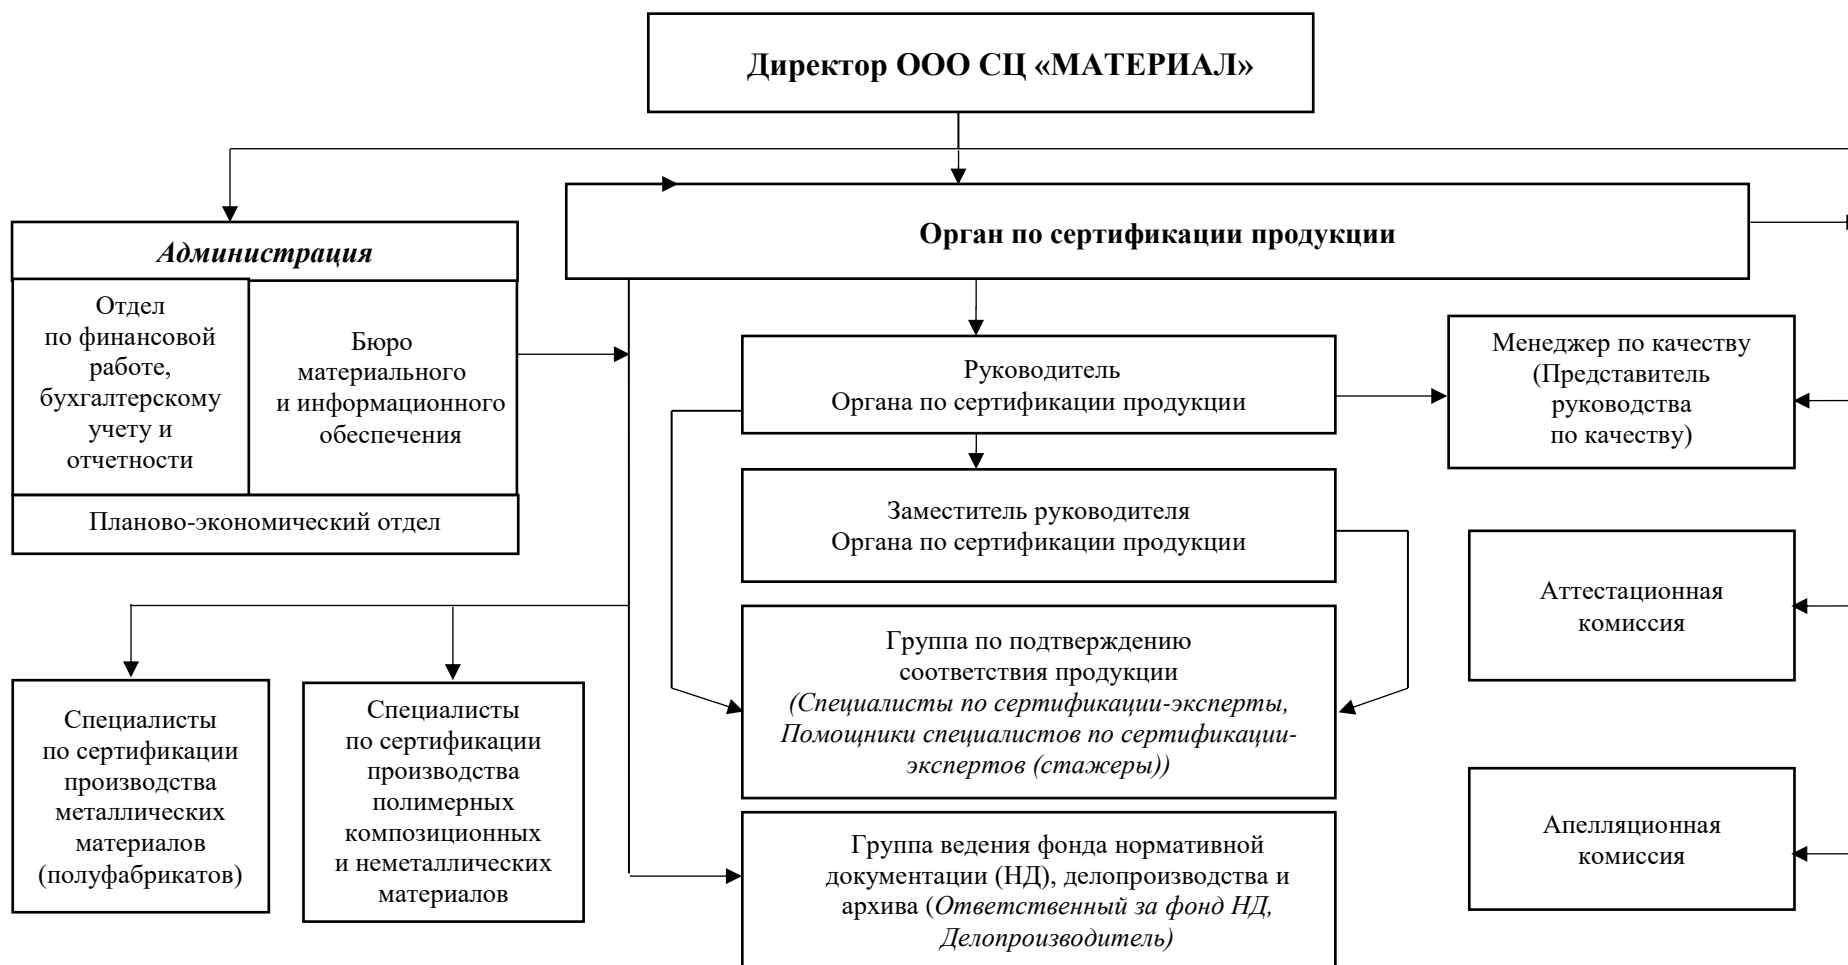 Директор ООО СЦ «МАТЕРИАЛ»
Орган по сертификации продукции
Администрация
Отдел
по финансовой
работе,
бухгалтерскому
учету и
отчетности
Бюро
материального
и информационного
обеспечения
Планово-экономический отдел
Руководитель
Органа по сертификации продукции
Менеджер по качеству
(Представитель
руководства
по качеству)
Заместитель руководителя
Органа по сертификации продукции
Аттестационная
комиссия
Группа по подтверждению
соответствия продукции
(Специалисты по сертификации-эксперты,
Помощники специалистов по сертификации-
экспертов (стажеры))
Специалисты
по сертификации
производства
металлических
материалов
(полуфабрикатов)
Специалисты
по сертификации
производства
полимерных
композиционных
и неметаллических
материалов
Группа ведения фонда нормативной
документации (НД), делопроизводства и
архива (Ответственный за фонд НД,
Делопроизводитель)
Апелляционная
комиссия